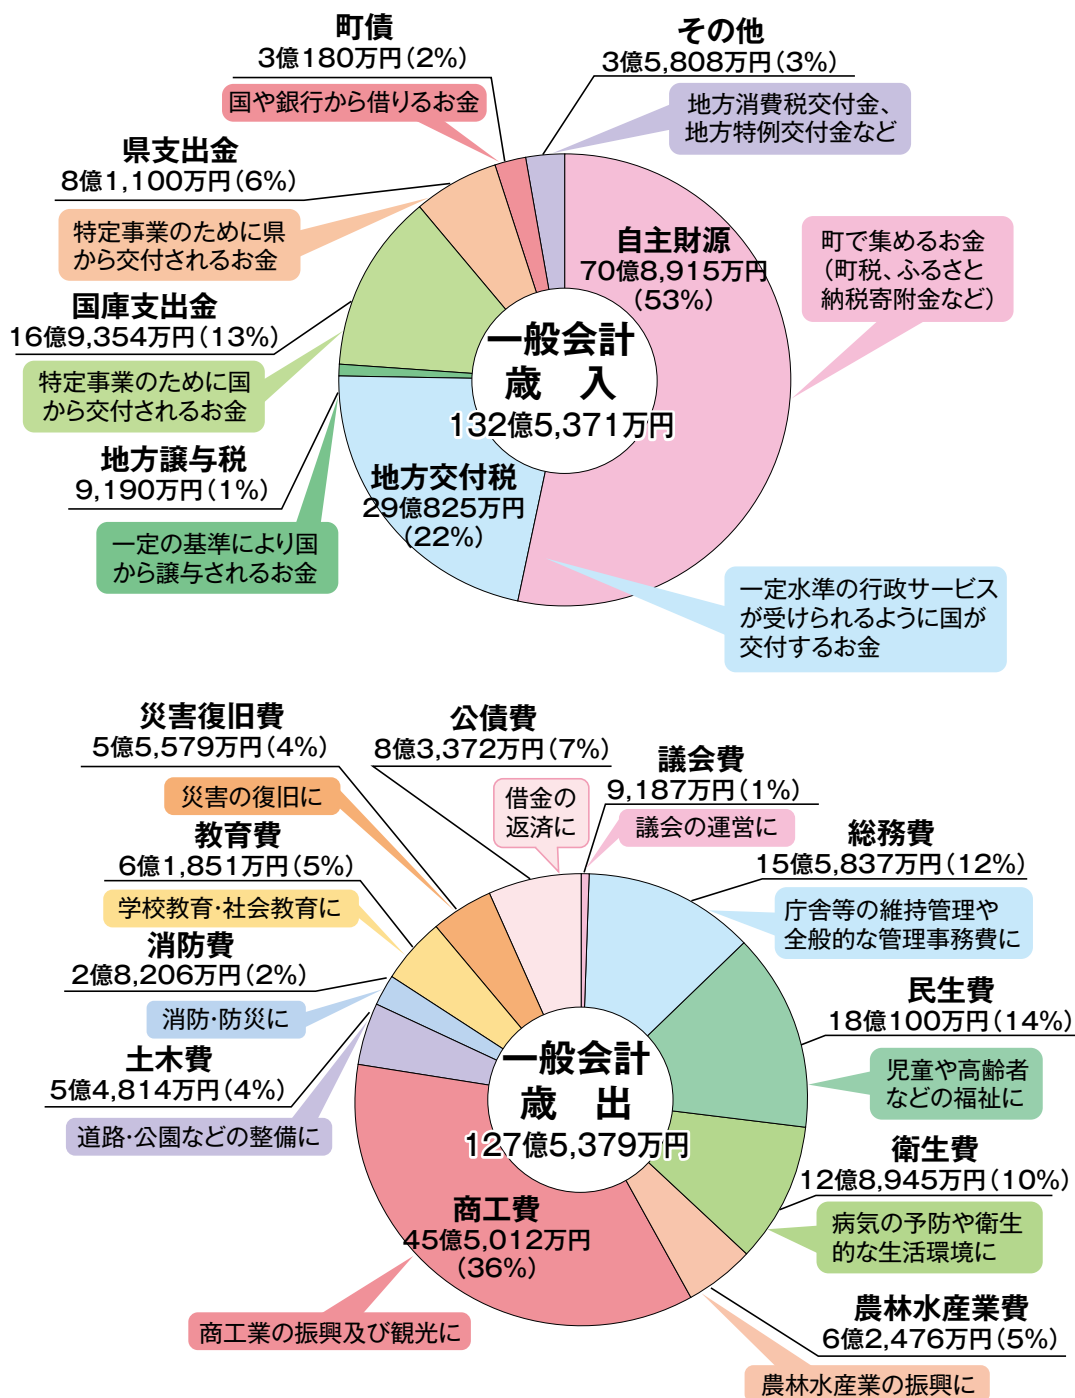 町債
3億180万円(2%)
国や銀行から借りるお金
その他
3億5,808万円(3%)
地方消費税交付金、
地方特例交付金など
県支出金
8億1,100万円(6%)
特定事業のために県
から交付されるお金
自主財源
70億8,915万円
(53%)
町で集めるお金
(町税、ふるさと
納税寄附金など)
国庫支出金
16億9,354万円(13%)
特定事業のために国
から交付されるお金
一般会計
歳 入
132億5,371万円
地方譲与税
9,190万円(1%)
一定の基準により国
から譲与されるお金
地方交付税
29億825万円
(22%)
一定水準の行政サービス
が受けられるように国が
交付するお金
災害復旧費
5億5,579万円(4%)
災害の復旧に
公債費
8億3,372万円(7%)
借金の
返済に
議会費
9,187万円(1%)
議会の運営に
教育費
6億1,851万円(5%)
学校教育・社会教育に
総務費
15億5,837万円(12%)
庁舎等の維持管理や
全般的な管理事務費に
消防費
2億8,206万円(2%)
消防・防災に
民生費
18億100万円(14%)
児童や高齢者
などの福祉に
土木費
5億4,814万円(4%)
道路・公園などの整備に
一般会計
歳 出
127億5,379万円
衛生費
12億8,945万円(10%)
病気の予防や衛生
的な生活環境に
商工費
45億5,012万円
(36%)
商工業の振興及び観光に
農林水産業費
6億2,476万円(5%)
農林水産業の振興に